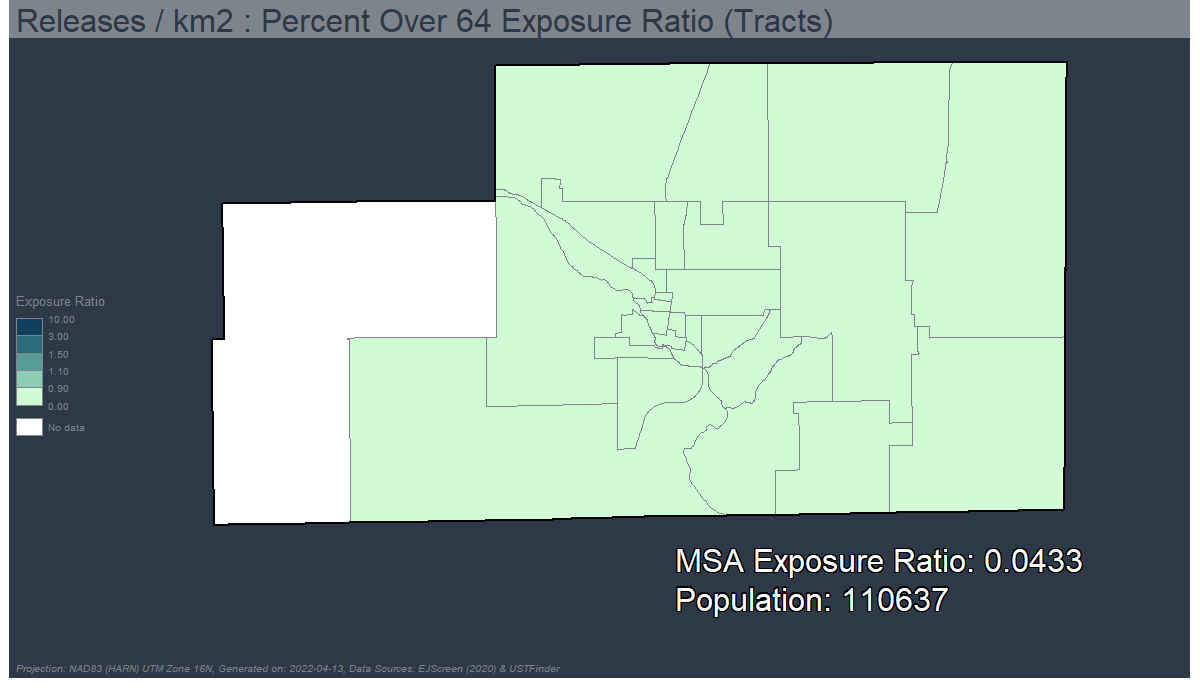 Releases / km2 : Percent Over 64 Exposure Ratio (Tracts)
Exposure Ratio
10.00
3.00
1.50
1.10
0.90
0.00
No data
MSA Exposure Ratio: 0.0433
Population: 110637
Projection: NAD83 (HARN) UTM Zone 16N, Generated on: 2022-04-13, Data Sources: EJScreen (2020) & USTFinder